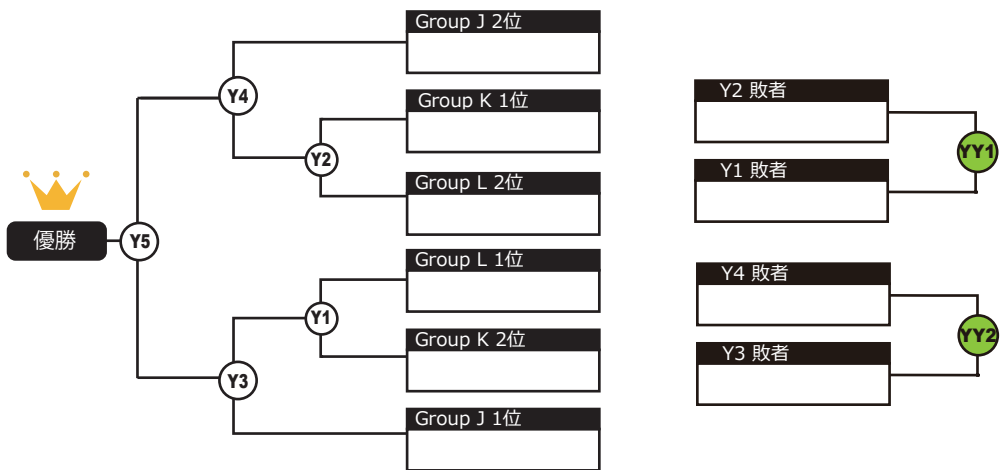 Group J 2位
Y4
Group K 1位
Y2
Group L 2位
優勝
Y5
Group L 1位
Y1
Group K 2位
Y3
Group J 1位
Y2 敗者
YY1
Y1 敗者
Y4 敗者
YY2
Y3 敗者